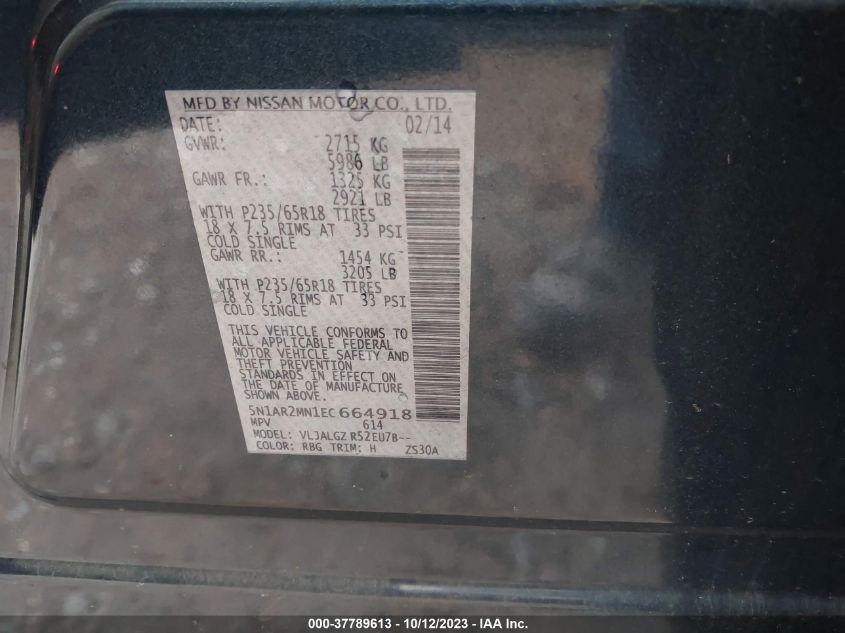 MFD BY NISSAN MOTOR CO., LTD.
DATE: 02/14
GVWR: 2715 KG
5986 LB
GAWR FR.: 1325 KG
2921 LB
WITH P235/65R18 TIRES
18 X 7.5 RIMS AT 33 PSI
COLD SINGLE
GAWR RR.: 1454 KG
3205 LB
WITH P235/65R18 TIRES
18 X 7.5 RIMS AT 33 PSI
COLD SINGLE
THIS VEHICLE CONFORMS TO
ALL APPLICABLE FEDERAL
MOTOR VEHICLE SAFETY AND
THEFT PREVENTION
STANDARDS IN EFFECT ON
THE DATE OF MANUFACTURE
SHOWN ABOVE.
5N1AR2MN1EC664918
MPV 614
MODEL: VLJALGZ R52EU7B--
COLOR: RBG TRIM: H ZS30A
000-37789613 - 10/12/2023 - IAA Inc.